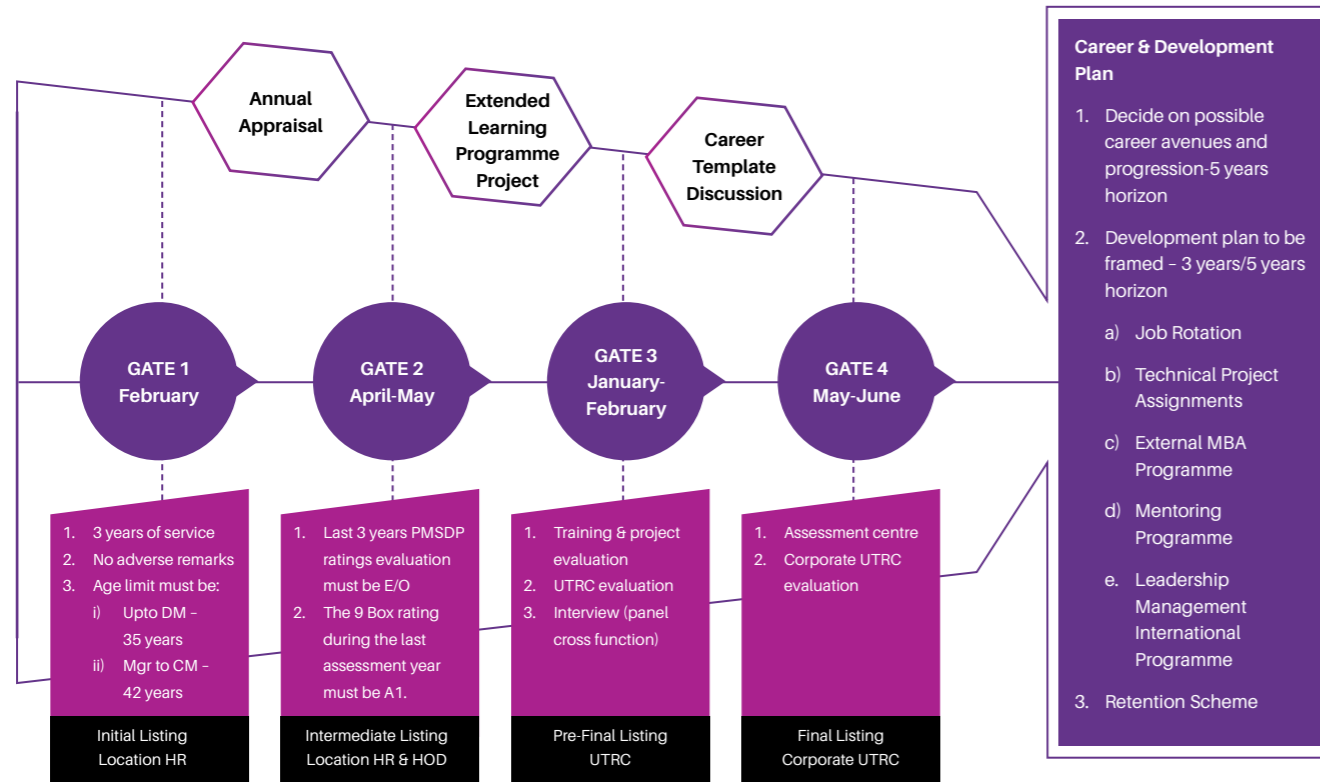 Annual
Appraisal
Extended
Learning
Programme
Project
Career
Template
Discussion
GATE 1
February
GATE 2
April-May
GATE 3
January-
February
GATE 4
May-June
1. 3 years of service
2. No adverse remarks
3. Age limit must be:
i) Upto DM –
35 years
ii) Mgr to CM –
42 years
Initial Listing
Location HR
1. Last 3 years PMSDP
ratings evaluation
must be E/O
2. The 9 Box rating
during the last
assessment year
must be A1.
Intermediate Listing
Location HR & HOD
1. Training & project
evaluation
2. UTRC evaluation
3. Interview (panel
cross function)
Pre-Final Listing
UTRC
1. Assessment centre
2. Corporate UTRC
evaluation
Final Listing
Corporate UTRC
Career & Development
Plan
1. Decide on possible
career avenues and
progression-5 years
horizon
2. Development plan to be
framed – 3 years/5 years
horizon
a) Job Rotation
b) Technical Project
Assignments
c) External MBA
Programme
d) Mentoring
Programme
e. Leadership
Management
International
Programme
3. Retention Scheme